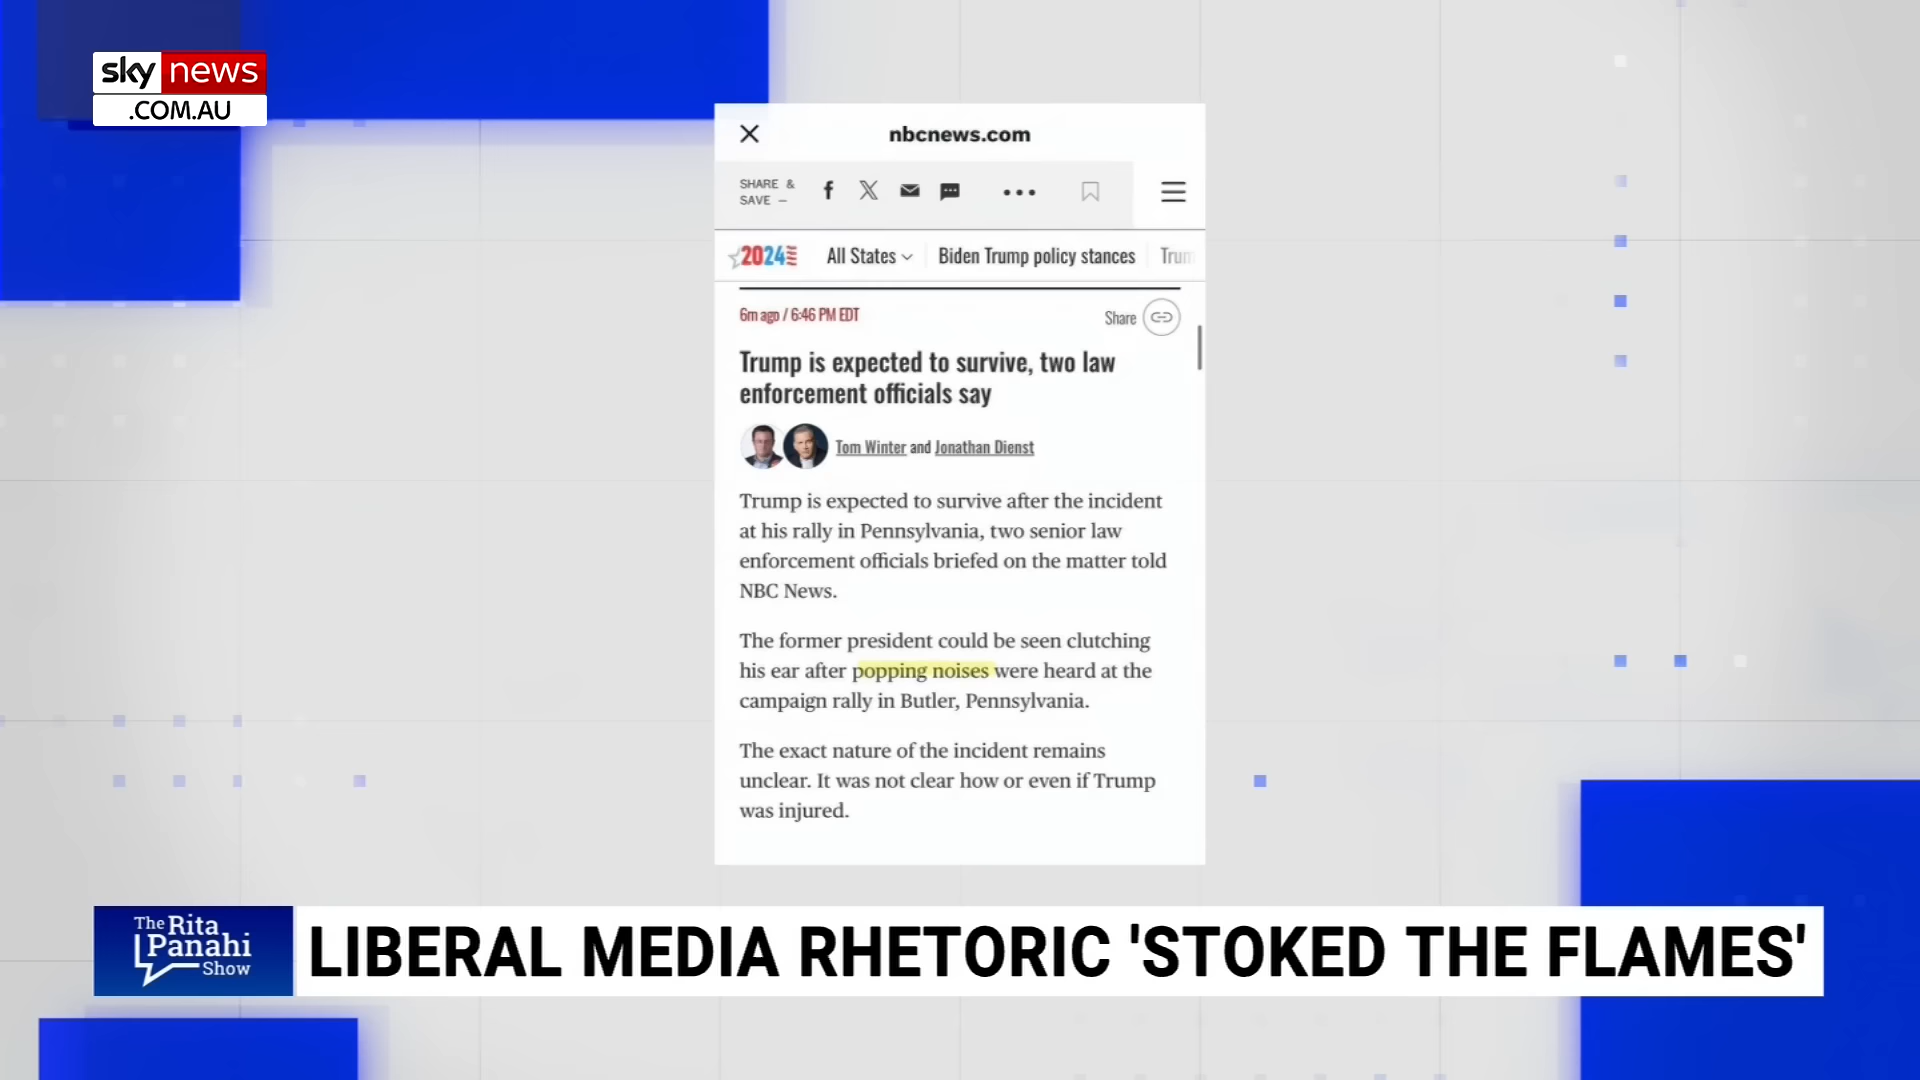 sky news
.COM.AU
nbcnews.com
SHARE &
SAVE —
2024
All States
Biden Trump policy stances
Trum
6m ago / 6:46 PM EDT
Share
Trump is expected to survive, two law
enforcement officials say
Tom Winter and Jonathan Dienst
Trump is expected to survive after the incident
at his rally in Pennsylvania, two senior law
enforcement officials briefed on the matter told
NBC News.
The former president could be seen clutching
his ear after popping noises were heard at the
campaign rally in Butler, Pennsylvania.
The exact nature of the incident remains
unclear. It was not clear how or even if Trump
was injured.
The Rita
Panahi
Show
LIBERAL MEDIA RHETORIC 'STOKED THE FLAMES'